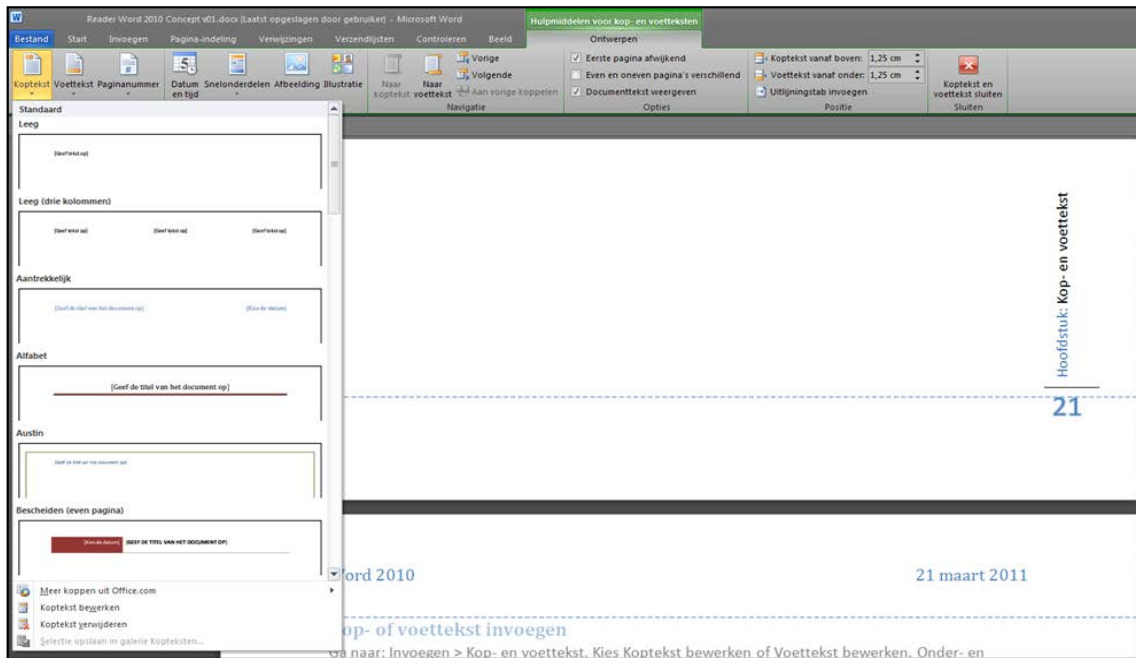 Reader Word 2010 Concept v01.docx (Laatst opgeslagen door gebruiker) - Microsoft Word
Hulpmiddelen voor kop- en voetteksten
Bestand Start Invoegen Pagina-indeling Verwijzingen Verzendlijsten Controleren Beeld Ontwerpen
Koptekst Voettekst Paginanummer
Datum en tijd
Snelonderdelen Afbeelding Illustratie
Naar koptekst
Naar voettekst
Vorige
Volgende
Aan vorige koppelen
Navigatie
Eerste pagina afwijkend
Even en oneven pagina's verschillend
Documenttekst weergeven
Opties
Koptekst vanaf boven: 1,25 cm
Voettekst vanaf onder: 1,25 cm
Uitlijningstab invoegen
Positie
Koptekst en voettekst sluiten
Sluiten
Standaard
Leeg
[Geef tekst op]
Leeg (drie kolommen)
[Geef tekst op] [Geef tekst op] [Geef tekst op]
Aantrekkelijk
[Geef de titel van het document op] [Kies de datum]
Alfabet
[Geef de titel van het document op]
Austin
[Geef de titel van het document op]
Bescheiden (even pagina)
[Kies de datum] [GEEF DE TITEL VAN HET DOCUMENT OP]
Meer koppen uit Office.com
Koptekst bewerken
Koptekst verwijderen
Selectie opslaan in galerie Kopteksten...
Hoofdstuk: Kop- en voettekst
21
Word 2010 21 maart 2011
op- of voettekst invoegen
Ga naar: Invoegen > Kop- en voettekst. Kies Koptekst bewerken of Voettekst bewerken. Onder- en